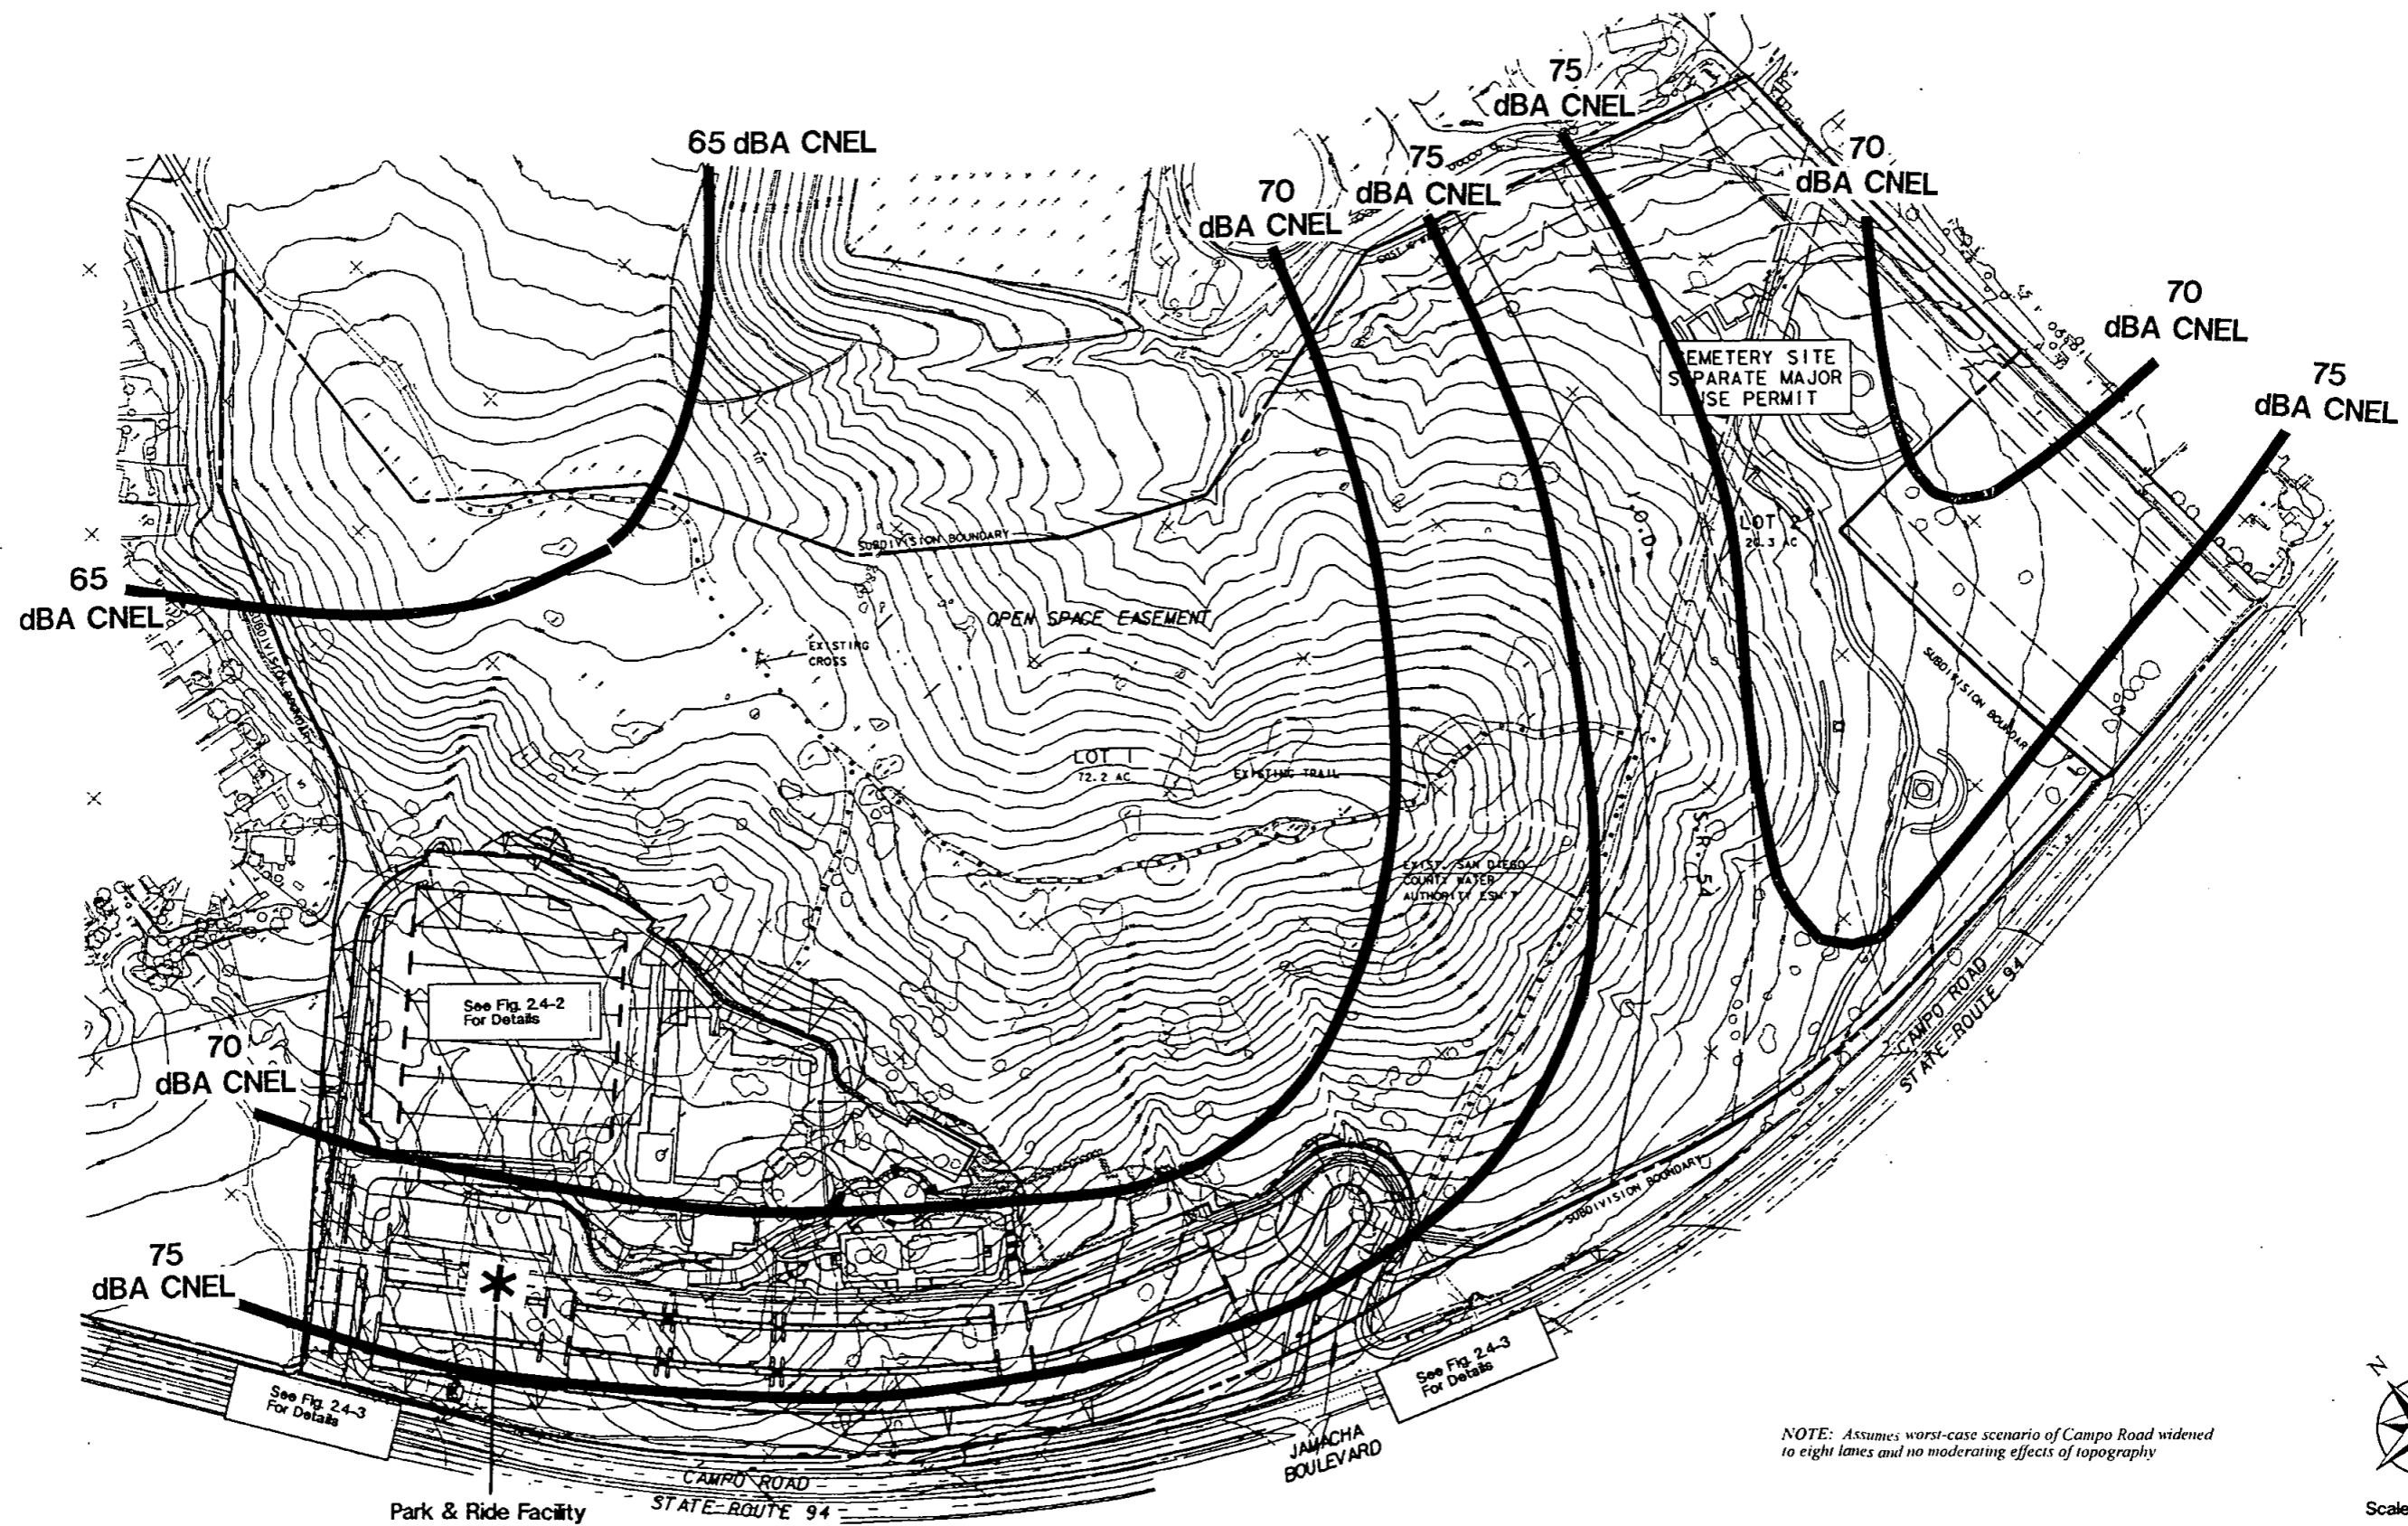 75
dBA CNEL
65 dBA CNEL
75
dBA CNEL
70
dBA CNEL
70
dBA CNEL
70
dBA CNEL
75
dBA CNEL
EMETERY SITE
S PARATE MAJOR
USE PERMIT
LOT 2
SUBDIVISION BOUNDARY
65
dBA CNEL
OPEN SPACE EASEMENT
EXISTING
CROSS
SUBDIVISION BOUNDARY
SUBDIVISION BOUNDARY
LOT 1
72.2 AC
EXISTING TRAIL
S.R. 54
EXIST. SAN DIEGO
COUNTY WATER
AUTHORITY ESM'T
See Fig. 2.4-2
For Details
CAMPO ROAD
STATE ROUTE 94
70
dBA CNEL
SUBDIVISION BOUNDARY
75
dBA CNEL
See Fig. 2.4-3
For Details
See Fig. 2.4-3
For Details
JAMACHA
BOULEVARD
NOTE: Assumes worst-case scenario of Campo Road widened
to eight lanes and no moderating effects of topography
CAMPO ROAD
STATE ROUTE 94
Park & Ride Facility
N
Scale